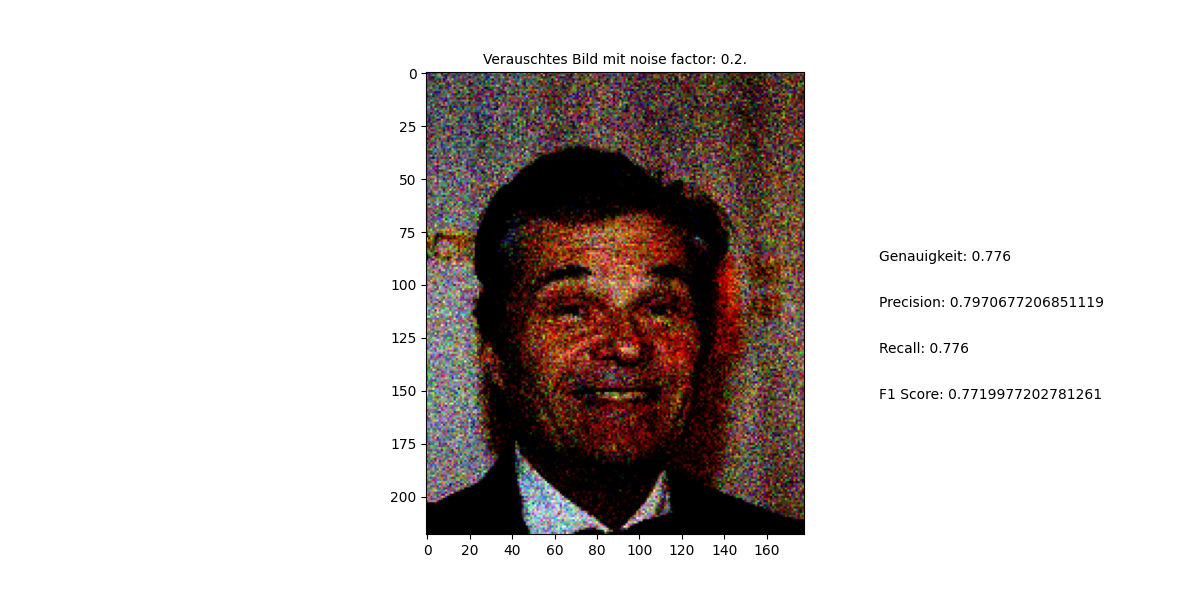 Verauschtes Bild mit noise factor: 0.2.
0
25
50
75
100
125
150
175
200
0 20 40 60 80 100 120 140 160
Genauigkeit: 0.776
Precision: 0.7970677206851119
Recall: 0.776
F1 Score: 0.7719977202781261